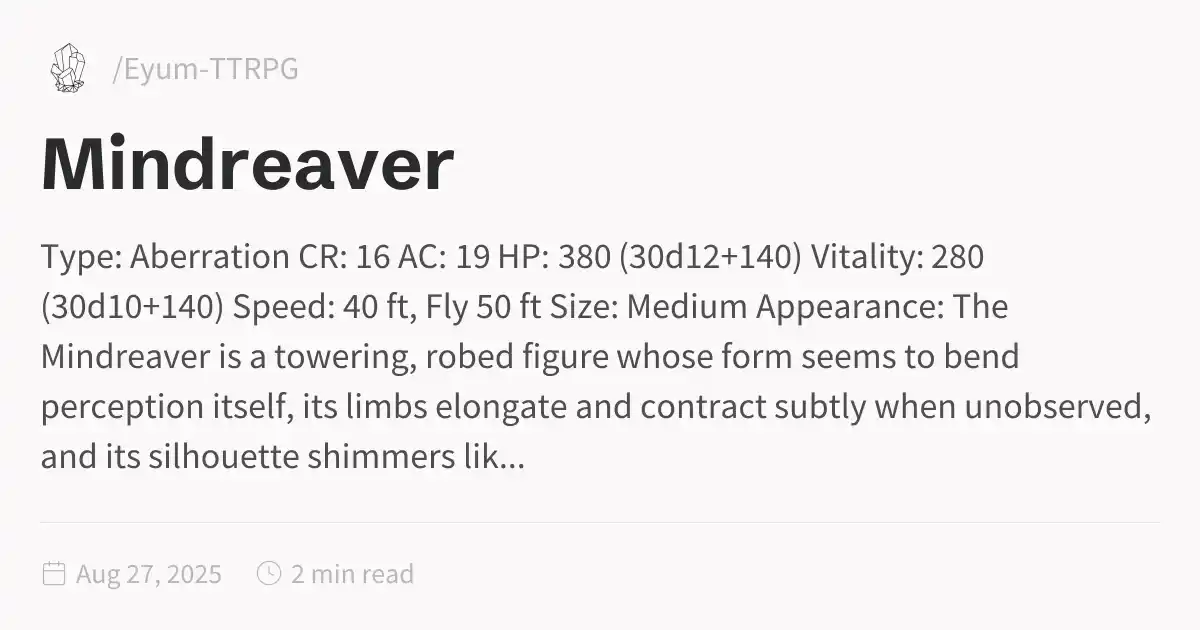 /Eyum-TTRPG
Mindreaver
Type: Aberration CR: 16 AC: 19 HP: 380 (30d12+140) Vitality: 280
(30d10+140) Speed: 40 ft, Fly 50 ft Size: Medium Appearance: The
Mindreaver is a towering, robed figure whose form seems to bend
perception itself, its limbs elongate and contract subtly when unobserved,
and its silhouette shimmers lik...
Aug 27, 2025 2 min read